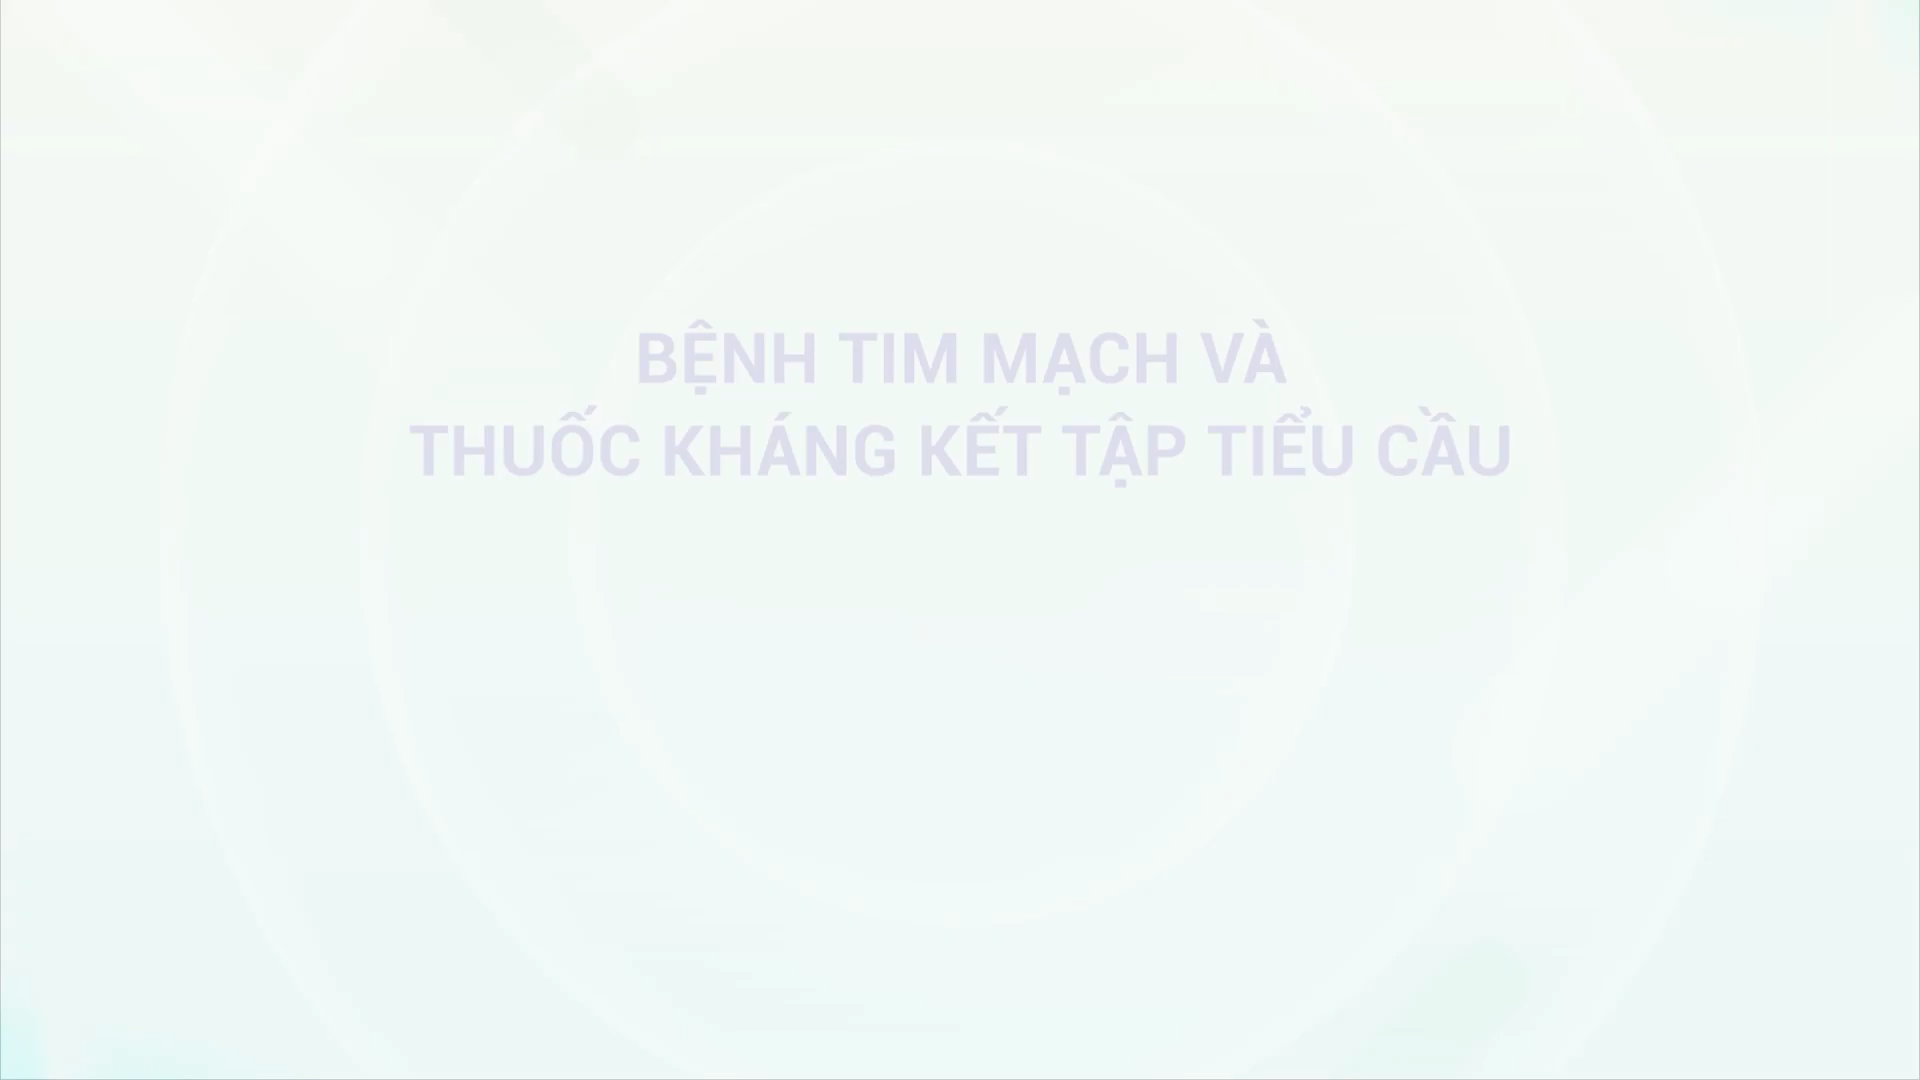 BỆNH TIM MẠCH VÀ
THUỐC KHÁNG KẾT TẬP TIỂU CẦU